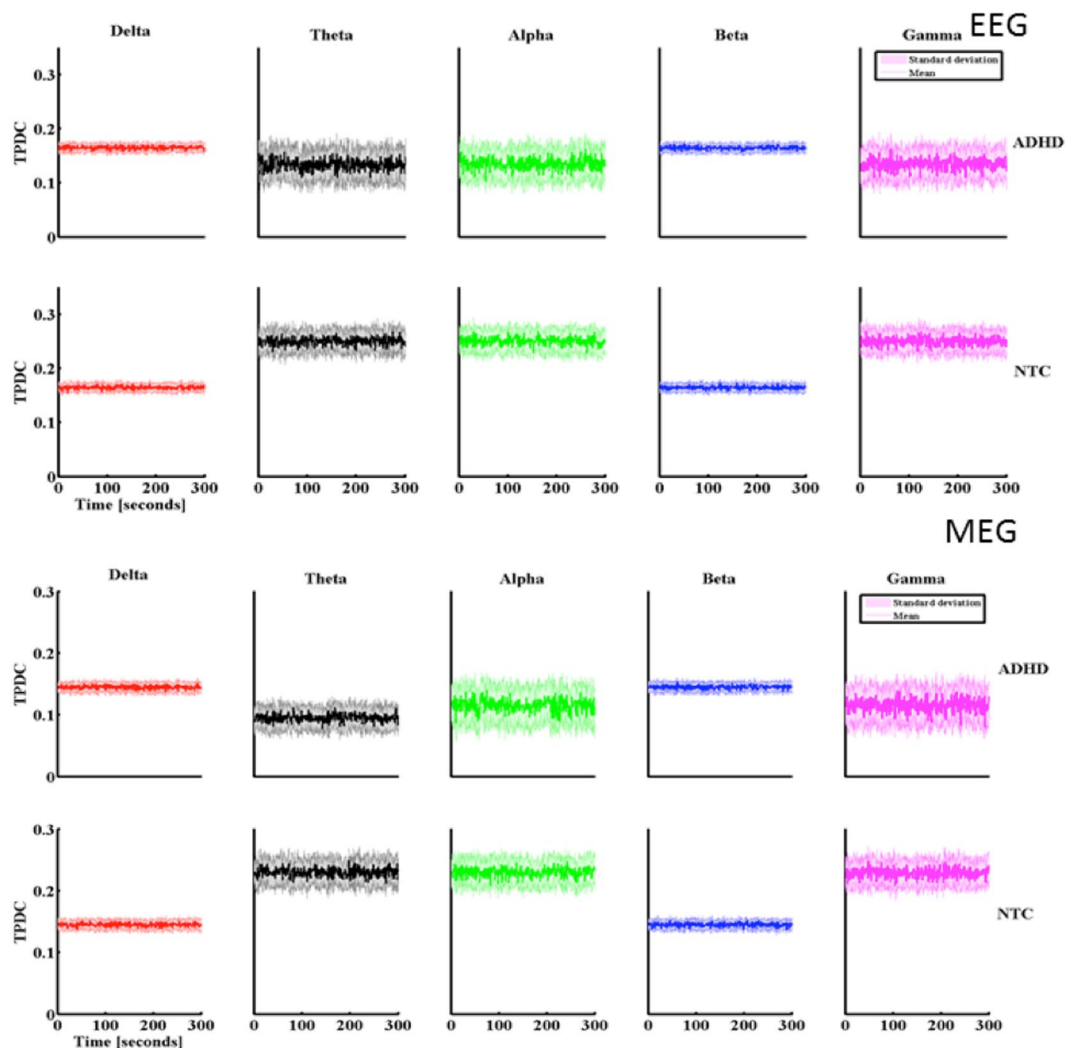 EEG
Delta Theta Alpha Beta Gamma
Standard deviation
Mean
0.3
0.2
0.1
0
TPDC
ADHD
0.3
0.2
0.1
0
TPDC
NTC
0 100 200 300 0 100 200 300 0 100 200 300 0 100 200 300 0 100 200 300
Time [seconds]
MEG
Delta Theta Alpha Beta Gamma
Standard deviation
Mean
0.3
0.2
0.1
0
TPDC
ADHD
0.3
0.2
0.1
0
TPDC
NTC
0 100 200 300 0 100 200 300 0 100 200 300 0 100 200 300 0 100 200 300
Time [seconds]